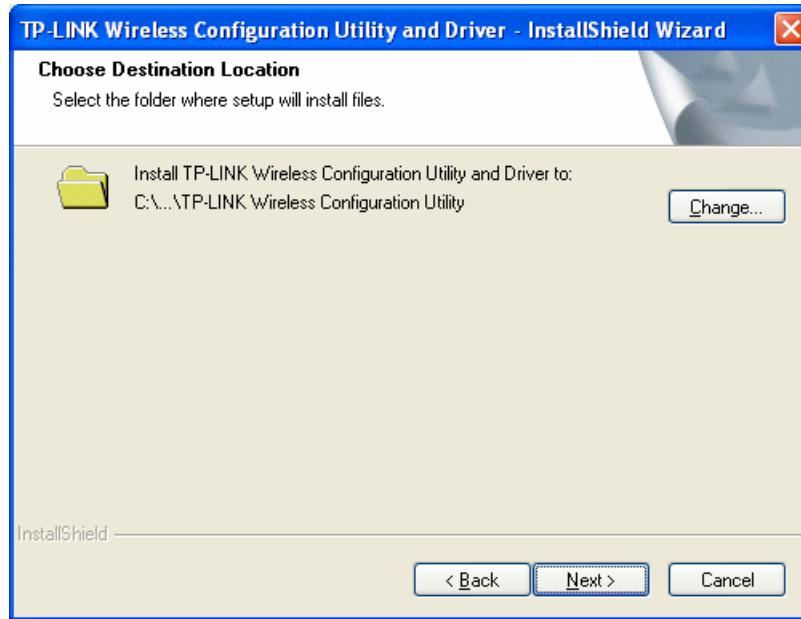 TP-LINK Wireless Configuration Utility and Driver - InstallShield Wizard
Choose Destination Location
Select the folder where setup will install files.
Install TP-LINK Wireless Configuration Utility and Driver to:
C:\...\TP-LINK Wireless Configuration Utility
Change...
InstallShield
< Back
Next >
Cancel